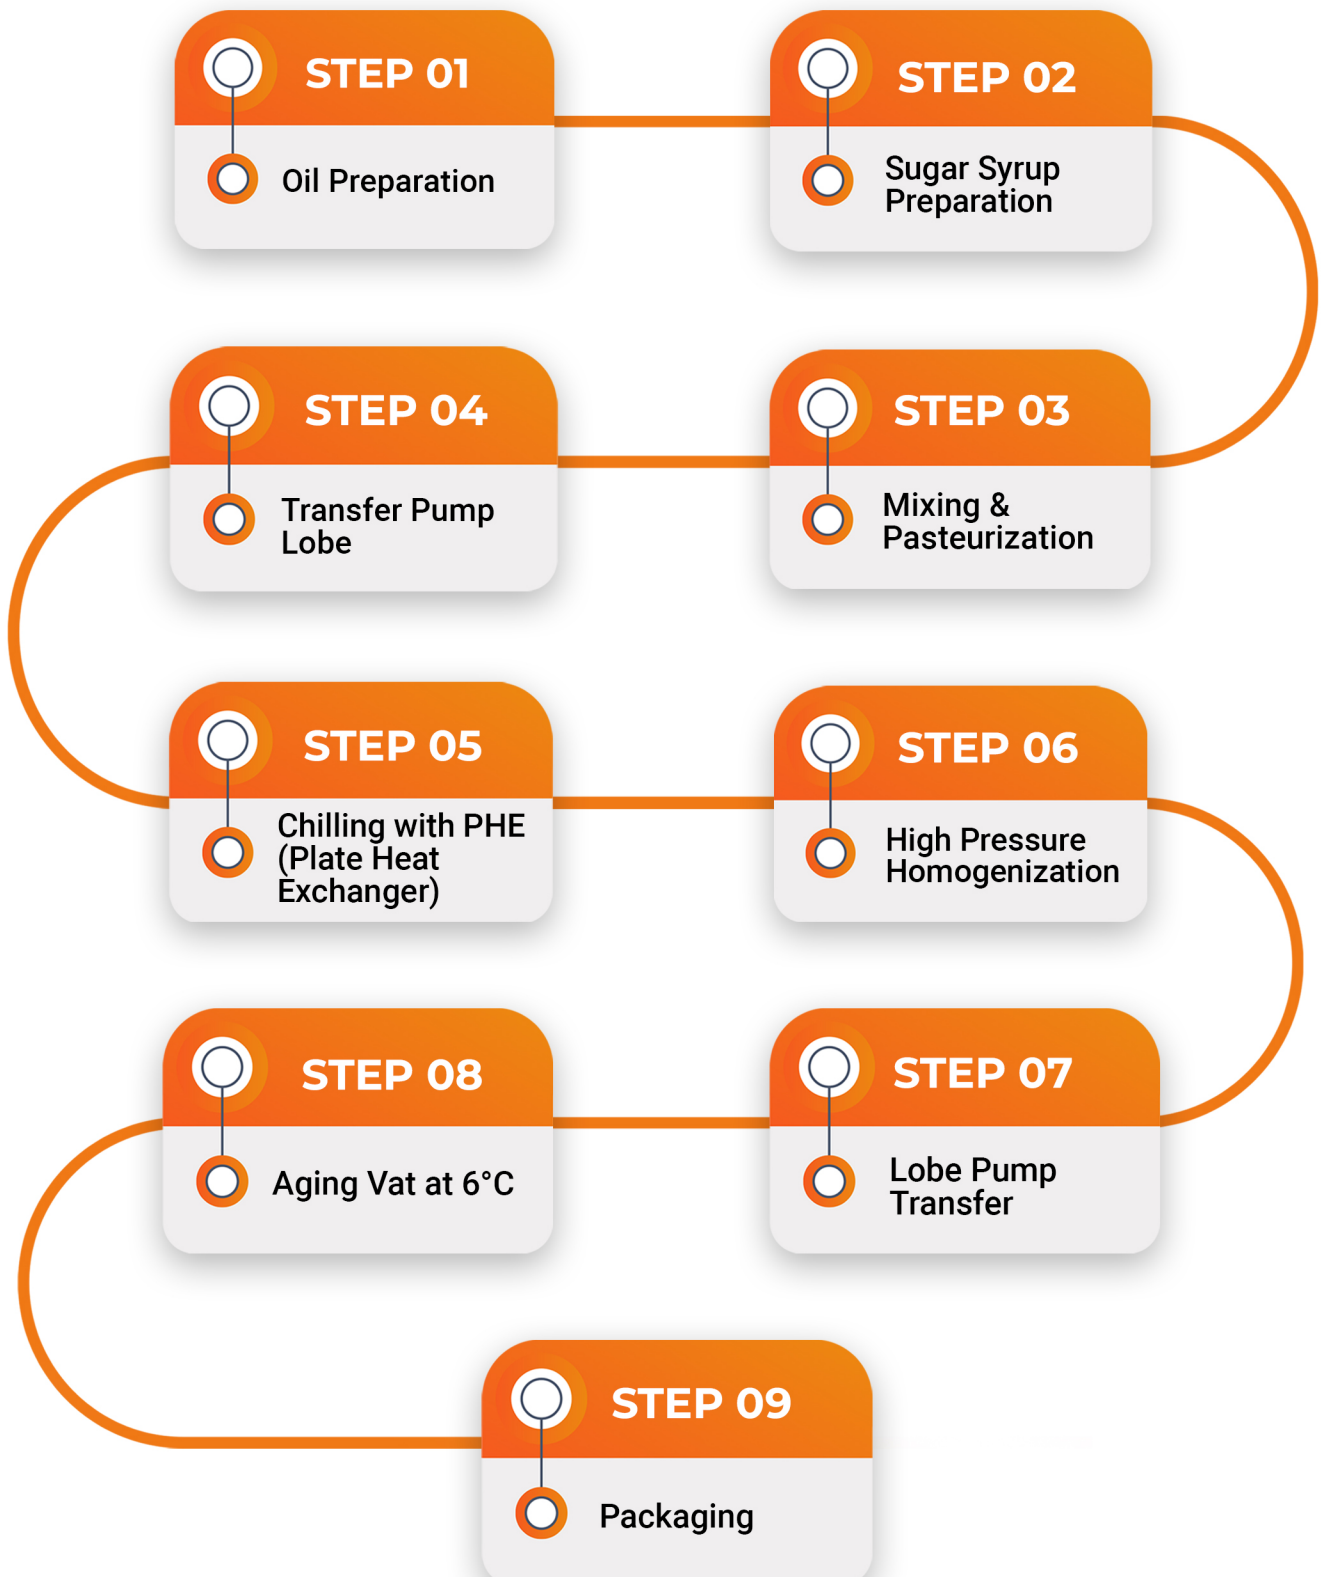 STEP 01
Oil Preparation
STEP 02
Sugar Syrup
Preparation
STEP 03
Mixing &
Pasteurization
STEP 04
Transfer Pump
Lobe
STEP 05
Chilling with PHE
(Plate Heat
Exchanger)
STEP 06
High Pressure
Homogenization
STEP 07
Lobe Pump
Transfer
STEP 08
Aging Vat at 6°C
STEP 09
Packaging